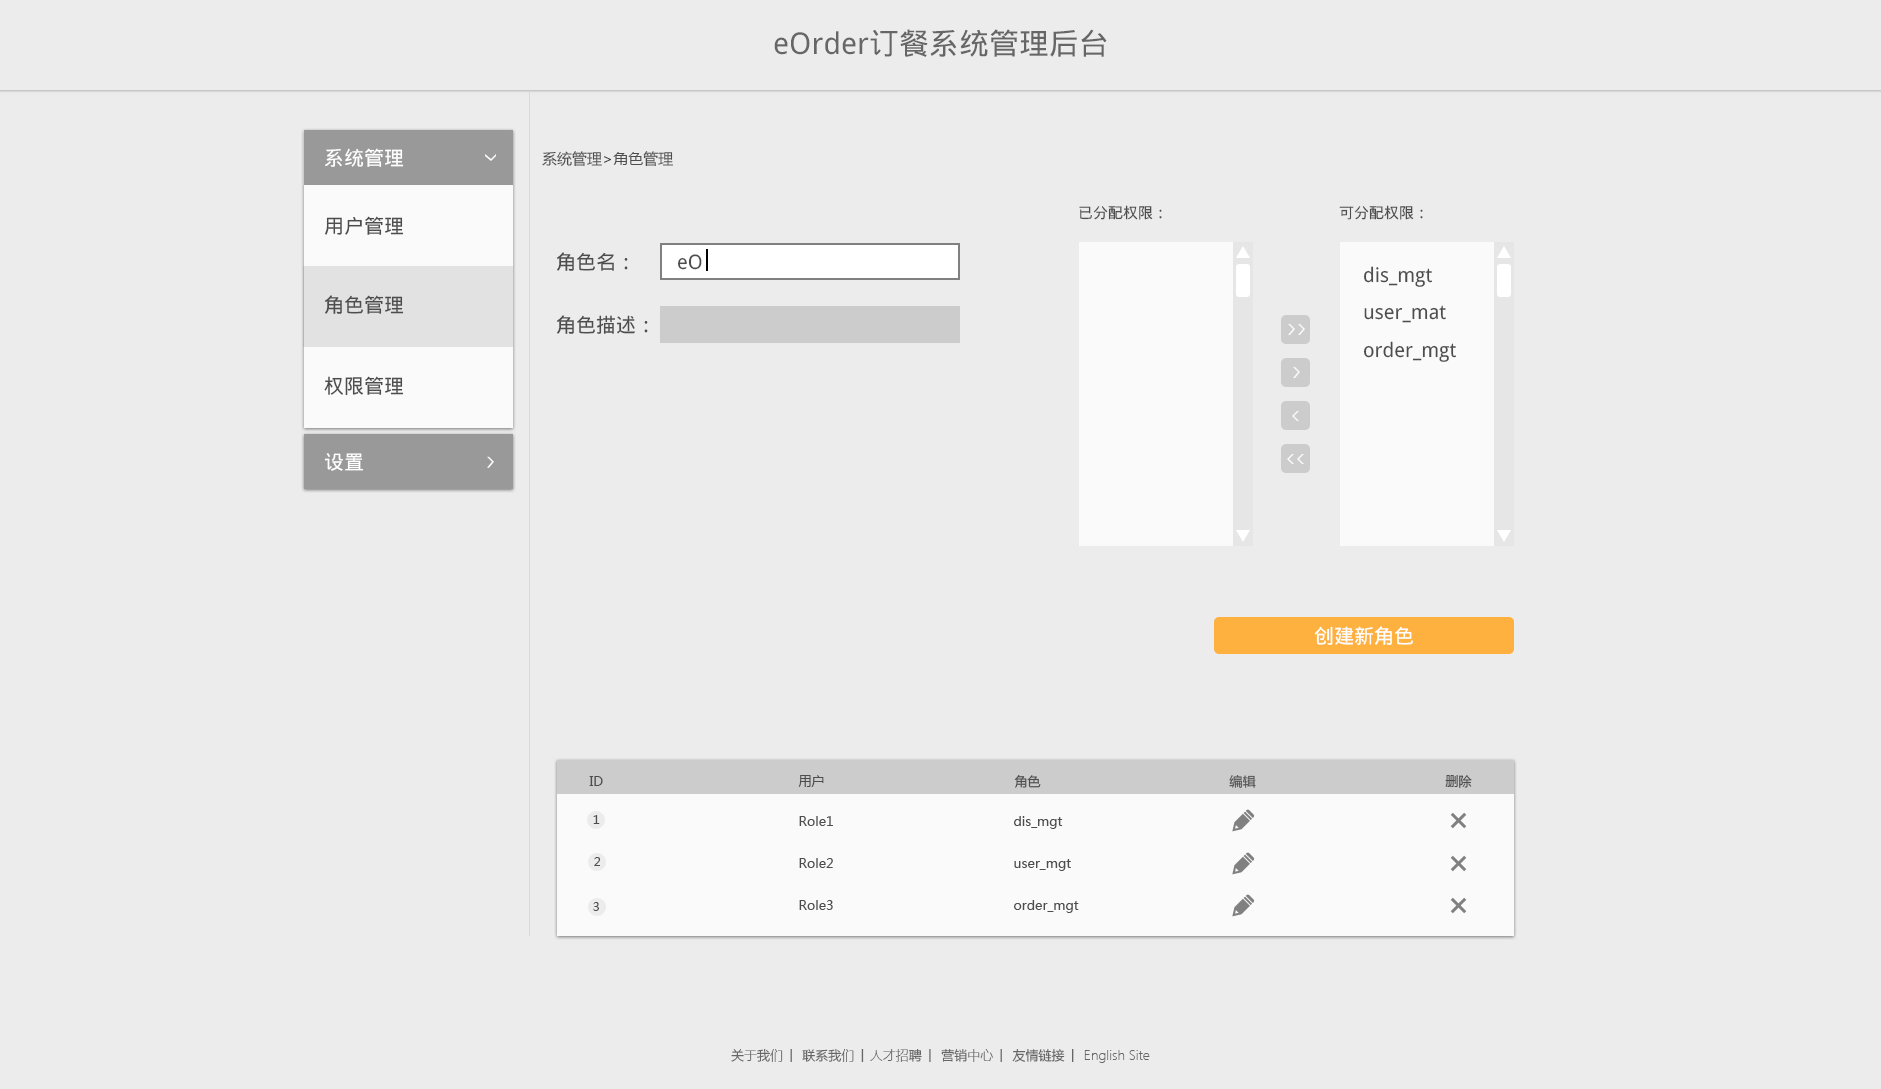 eOrder订餐系统管理后台
系统管理
用户管理
角色管理
权限管理
设置
系统管理>角色管理
角色名： eO
角色描述：
已分配权限：
>>
>
<
<<
可分配权限：
dis_mgt
user_mat
order_mgt
创建新角色
ID 用户 角色 编辑 删除
1 Role1 dis_mgt
2 Role2 user_mgt
3 Role3 order_mgt
关于我们 | 联系我们 | 人才招聘 | 营销中心 | 友情链接 | English Site